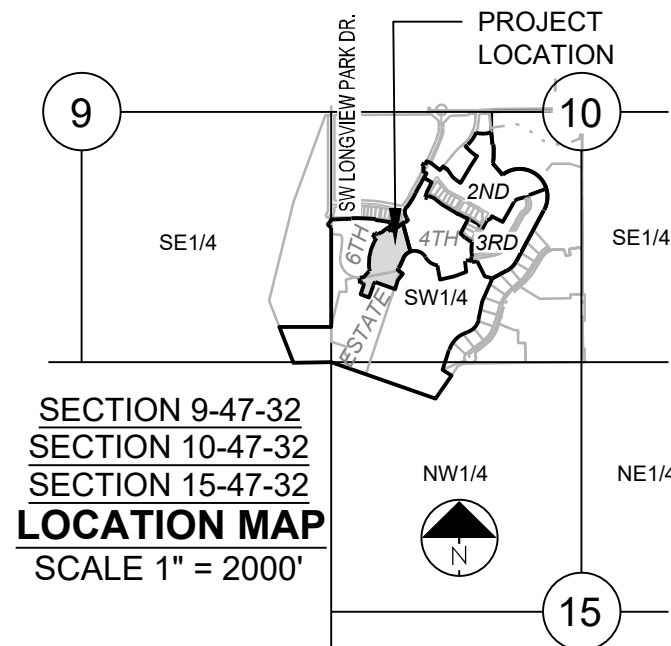 PROJECT
LOCATION
SW LONGVIEW PARK DR.
9
10
2ND
SE1/4
6TH
4TH
3RD
SE1/4
SW1/4
ESTATE
SECTION 9-47-32
SECTION 10-47-32
SECTION 15-47-32
LOCATION MAP
SCALE 1" = 2000'
NW1/4
NE1/4
N
15